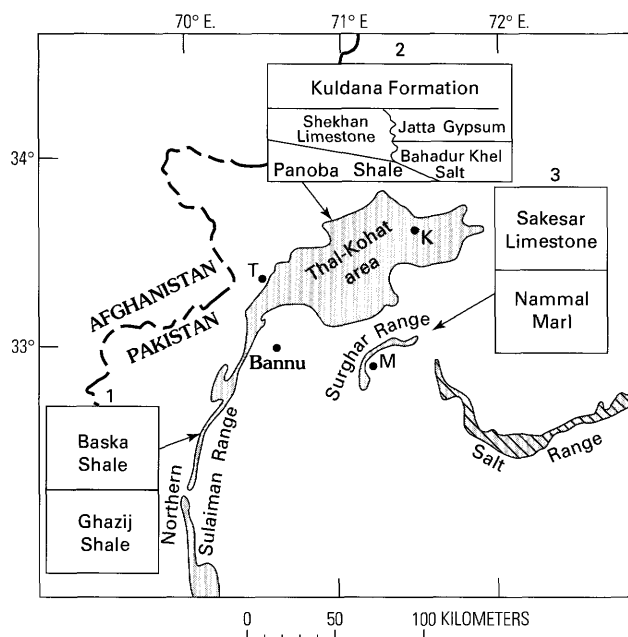 70° E.
71° E
72° E.
2
Kuldana Formation
Shekhan
Limestone
Jatta Gypsum
Panoba Shale
Bahadur Khel
Salt
34°
3
Sakesar
Limestone
Nammal
Marl
K
T
Thal-Kohat
area
AFGHANISTAN
PAKISTAN
33°
Bannu
Surghar Range
M
1
Baska
Shale
Ghazij
Shale
Northern
Sulaiman Range
Salt Range
0 50 100 KILOMETERS